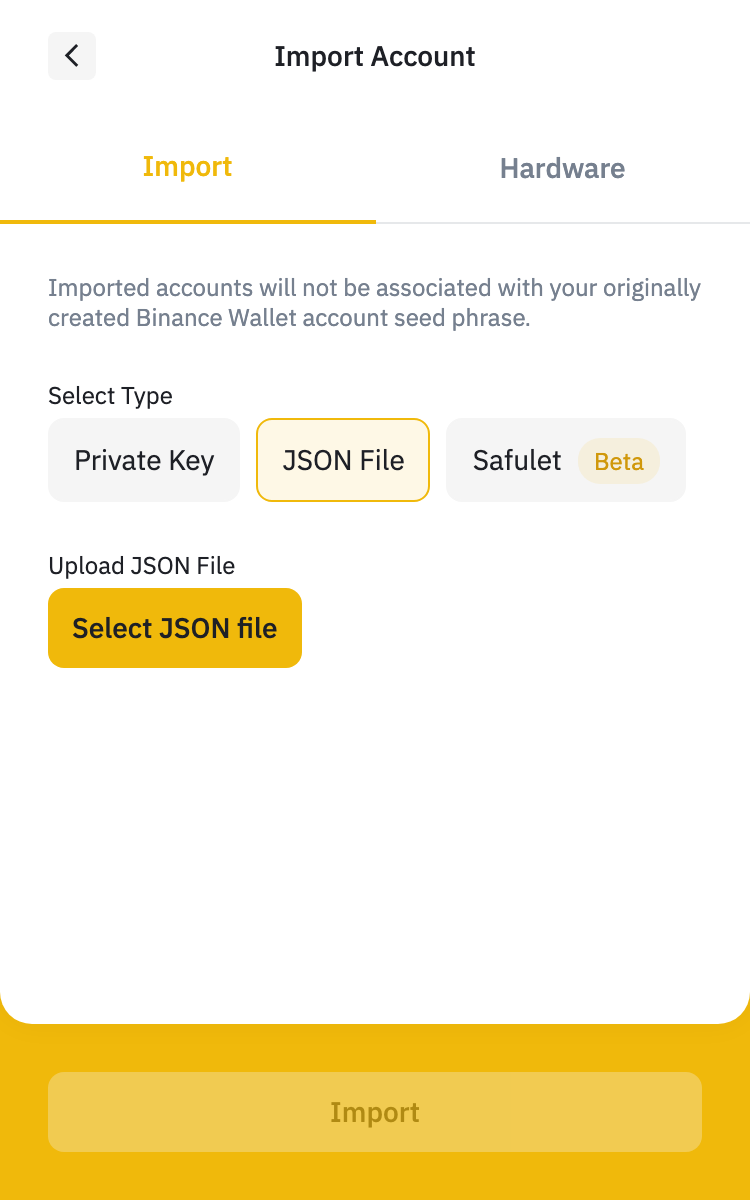 Import Account
Import
Hardware
Imported accounts will not be associated with your originally
created Binance Wallet account seed phrase.
Select Type
Private Key
JSON File
Safulet Beta
Upload JSON File
Select JSON file
Import